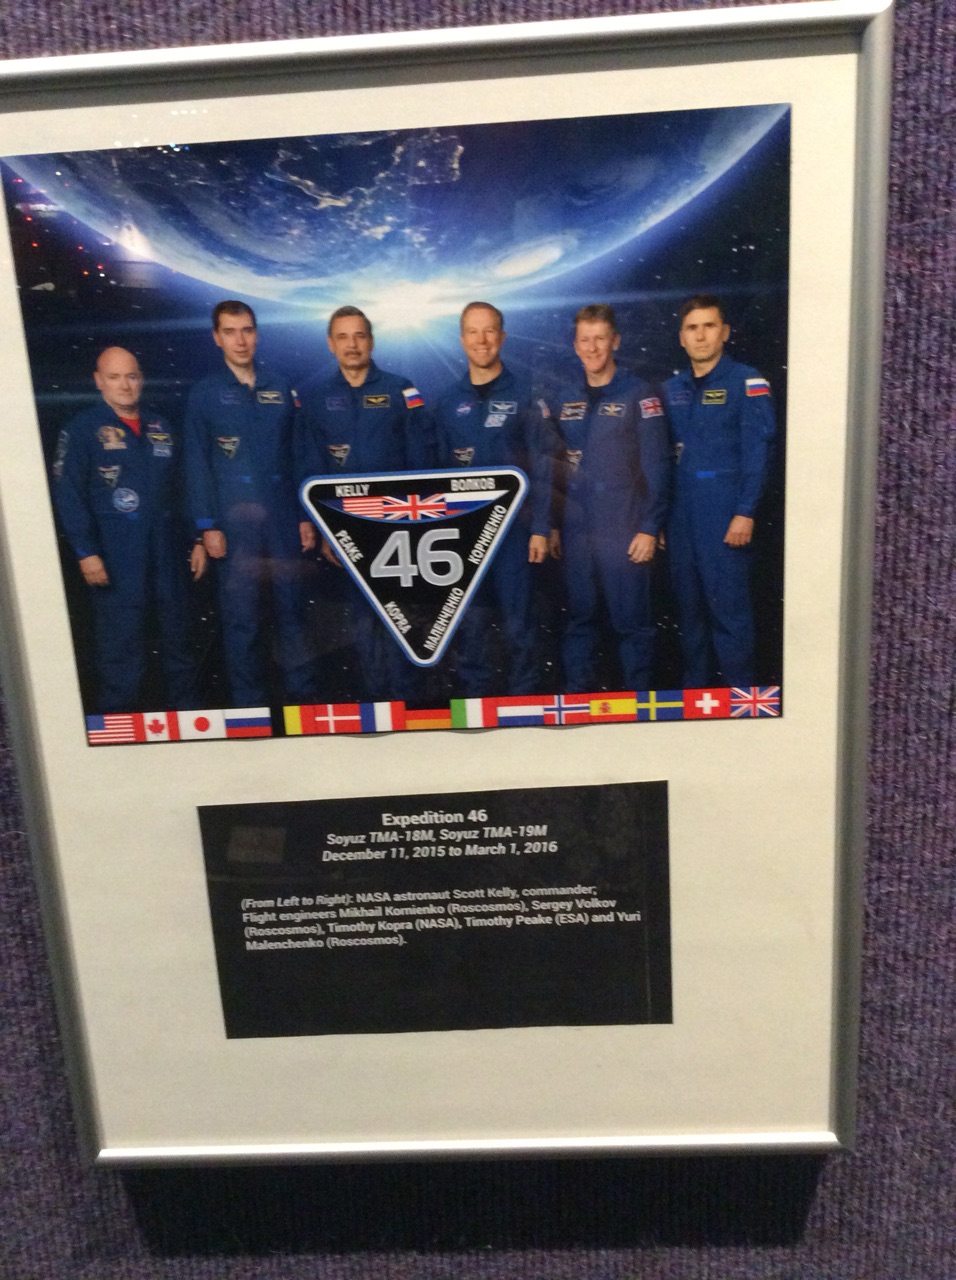 KELLY
ВОЛКОВ
PEAKE
46
КОРНИЕНКО
KOPRA
МАЛЕНЧЕНКО
Expedition 46
Soyuz TMA-18M, Soyuz TMA-19M
December 11, 2015 to March 1, 2016
(From Left to Right): NASA astronaut Scott Kelly, commander;
Flight engineers Mikhail Kornienko (Roscosmos), Sergey Volkov
(Roscosmos), Timothy Kopra (NASA), Timothy Peake (ESA) and Yuri
Malenchenko (Roscosmos).